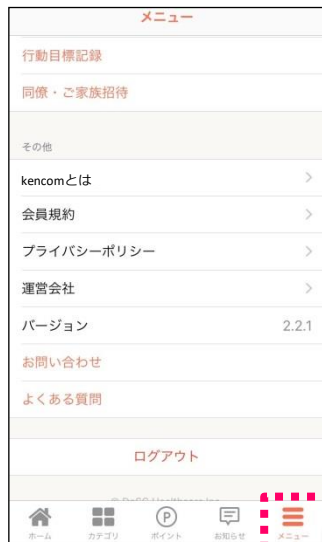 メニュー
行動目標記録
同僚・ご家族招待
その他
kencomとは
会員規約
プライバシーポリシー
運営会社
バージョン 2.2.1
お問い合わせ
よくある質問
ログアウト
ホーム カテゴリ ポイント お知らせ メニュー